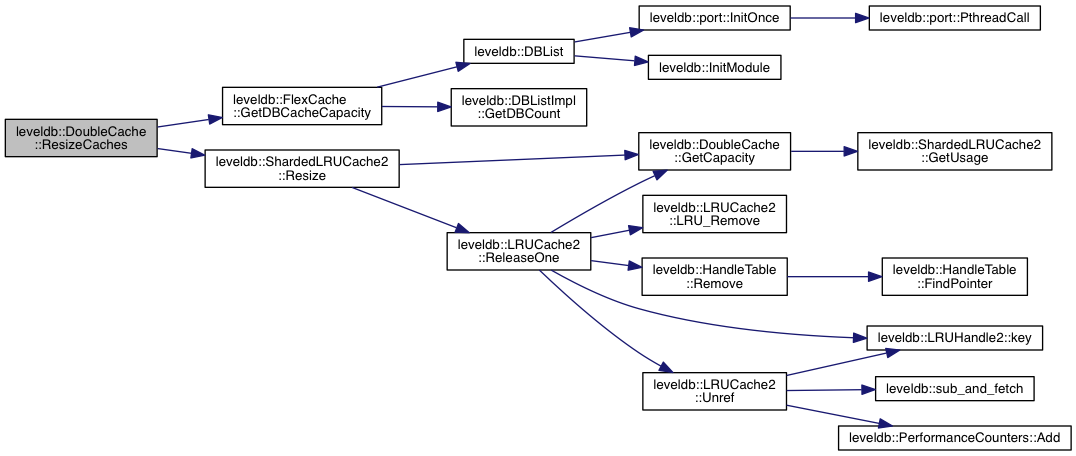 leveldb::DoubleCache
::ResizeCaches
leveldb::FlexCache
::GetDBCacheCapacity
leveldb::DBList
leveldb::port::InitOnce
leveldb::port::PthreadCall
leveldb::InitModule
leveldb::DBListImpl
::GetDBCount
leveldb::ShardedLRUCache2
::Resize
leveldb::DoubleCache
::GetCapacity
leveldb::ShardedLRUCache2
::GetUsage
leveldb::LRUCache2
::ReleaseOne
leveldb::LRUCache2
::LRU_Remove
leveldb::HandleTable
::Remove
leveldb::HandleTable
::FindPointer
leveldb::LRUHandle2::key
leveldb::LRUCache2
::Unref
leveldb::sub_and_fetch
leveldb::PerformanceCounters::Add